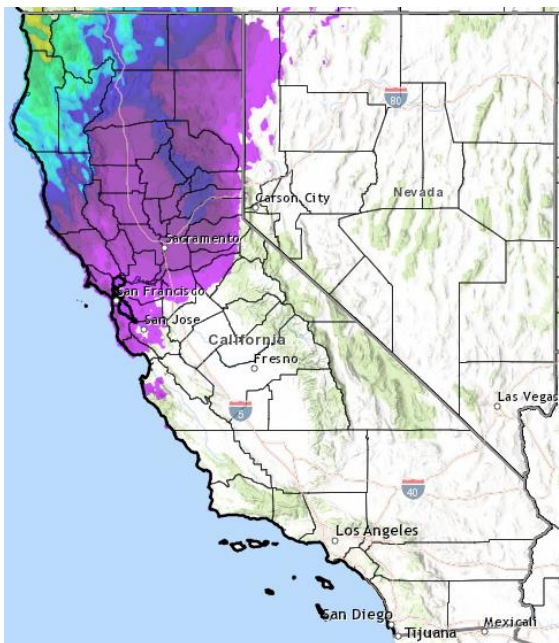 80
Carson City
Nevada
Sacramento
San Francisco
San Jose
California
Fresno
Las Vegas
5
40
Los Angeles
San Diego
Tijuana
Mexicali